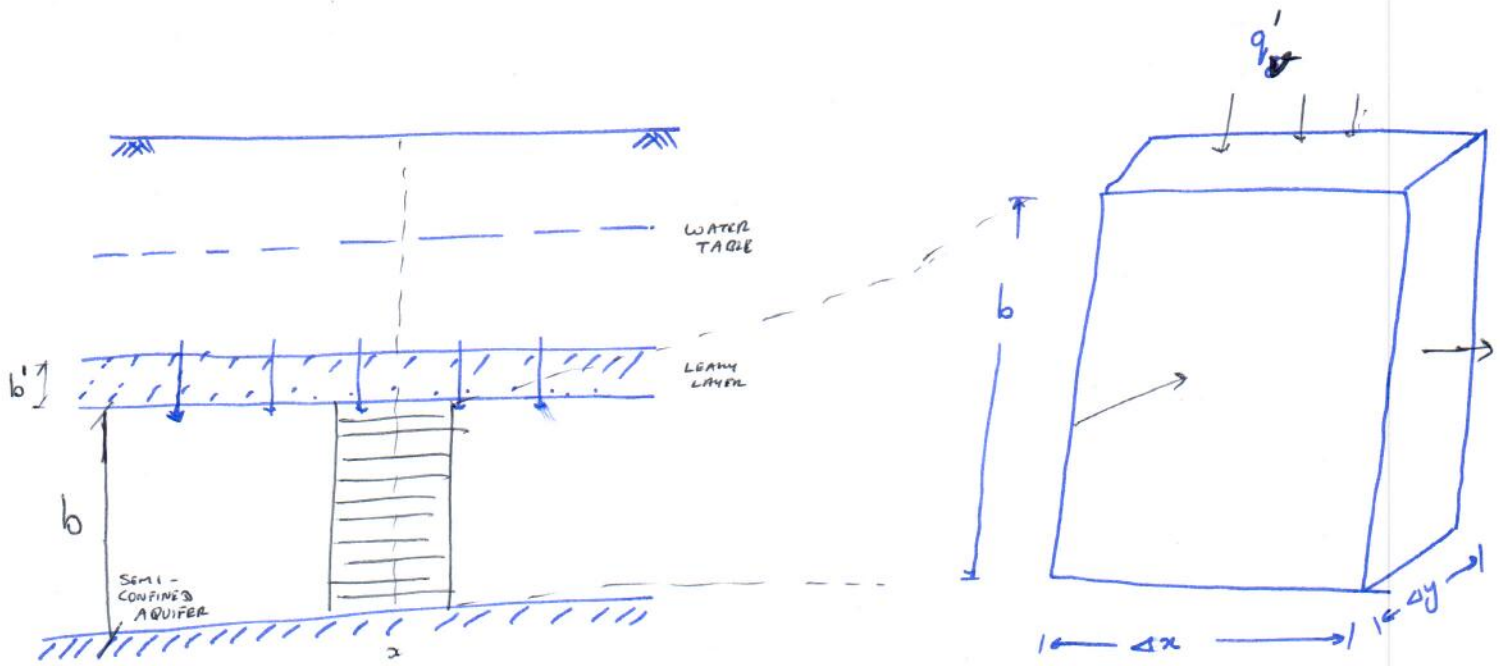 q'
WATER
TABLE
b
b'
LEAKY
LAYER
b
SEMI-
CONFINED
AQUIFER
x
Δx
Δy